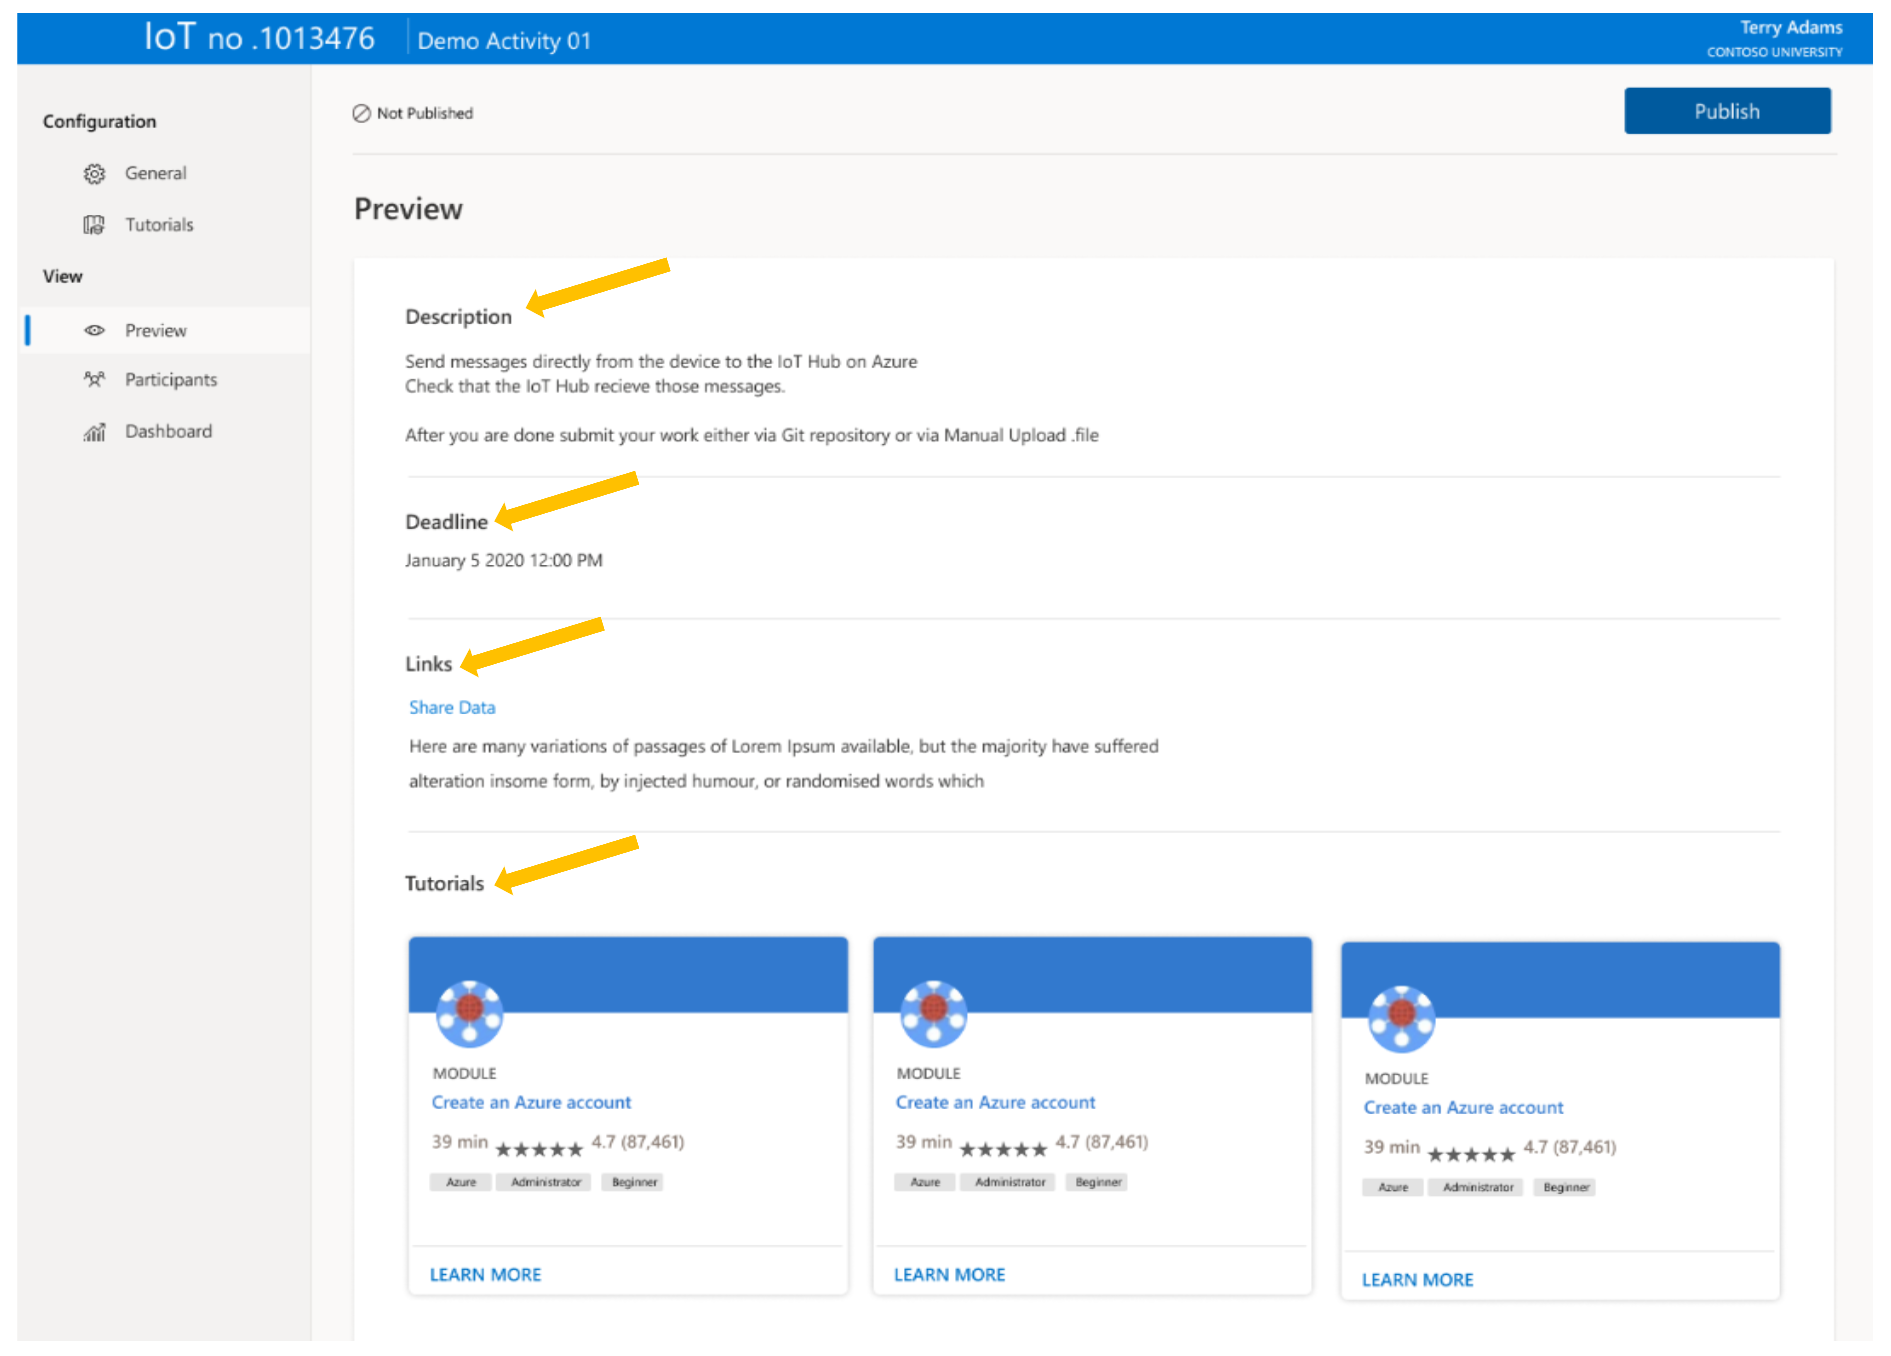 IoT no .1013476 Demo Activity 01
Terry Adams
CONTOSO UNIVERSITY
Configuration
General
Tutorials
View
Preview
Participants
Dashboard
Not Published
Publish
Preview
Description
Send messages directly from the device to the IoT Hub on Azure
Check that the IoT Hub recieve those messages.
After you are done submit your work either via Git repository or via Manual Upload .file
Deadline
January 5 2020 12:00 PM
Links
Share Data
Here are many variations of passages of Lorem Ipsum available, but the majority have suffered
alteration insome form, by injected humour, or randomised words which
Tutorials
MODULE
Create an Azure account
39 min ★★★★★ 4.7 (87,461)
Azure Administrator Beginner
LEARN MORE
MODULE
Create an Azure account
39 min ★★★★★ 4.7 (87,461)
Azure Administrator Beginner
LEARN MORE
MODULE
Create an Azure account
39 min ★★★★★ 4.7 (87,461)
Azure Administrator Beginner
LEARN MORE